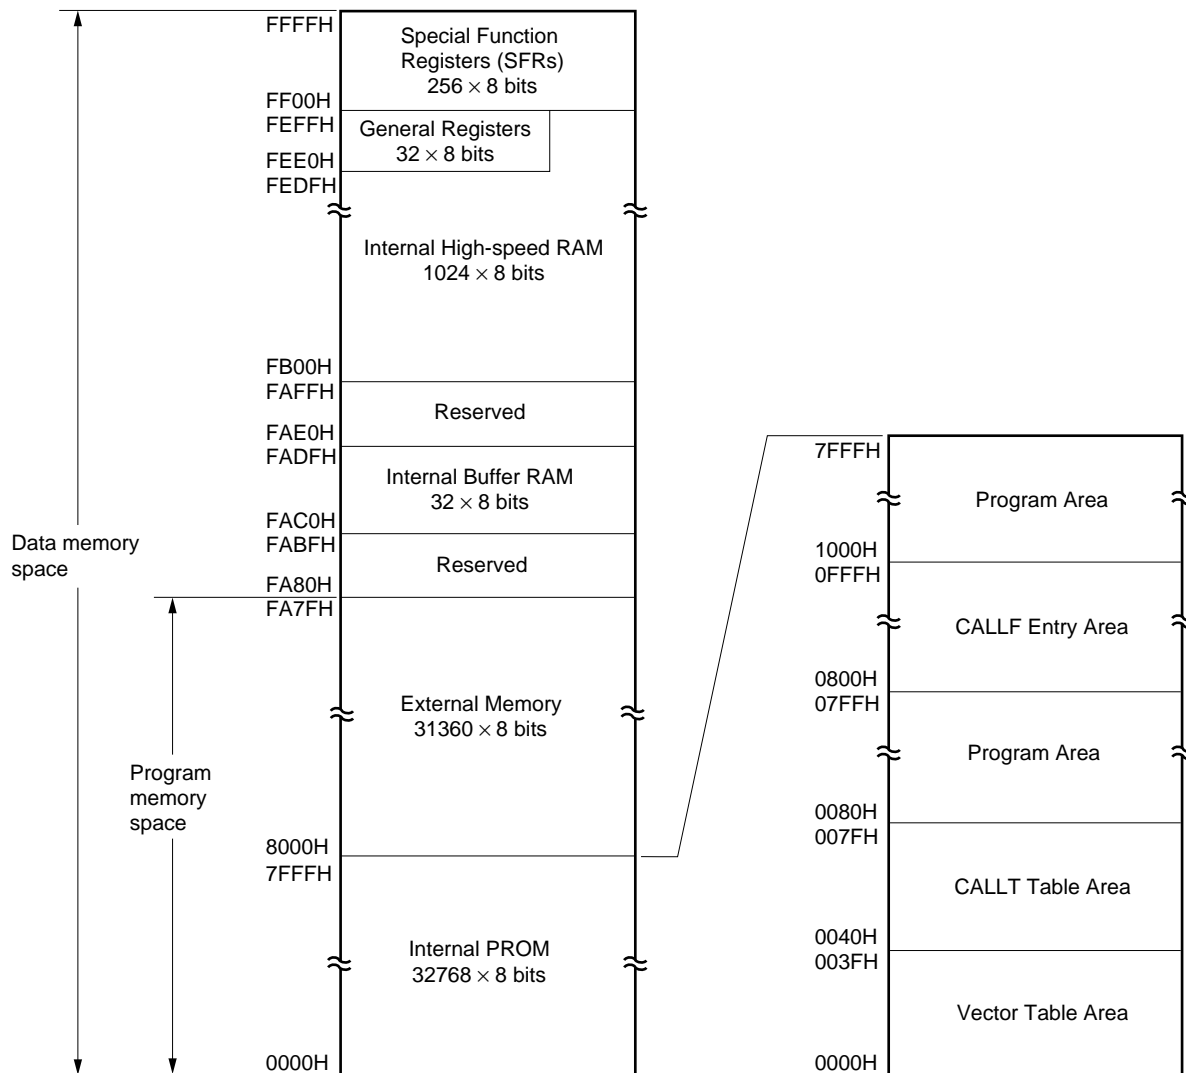 FFFFH
Special Function
Registers (SFRs)
256 × 8 bits
FF00H
FEFFH
General Registers
32 × 8 bits
FEE0H
FEDFH
Internal High-speed RAM
1024 × 8 bits
FB00H
FAFFH
Reserved
FAE0H
FADFH
Internal Buffer RAM
32 × 8 bits
FAC0H
FABFH
Reserved
FA80H
FA7FH
Data memory
space
External Memory
31360 × 8 bits
Program
memory
space
8000H
7FFFH
Internal PROM
32768 × 8 bits
0000H
7FFFH
Program Area
1000H
0FFFH
CALLF Entry Area
0800H
07FFH
Program Area
0080H
007FH
CALLT Table Area
0040H
003FH
Vector Table Area
0000H